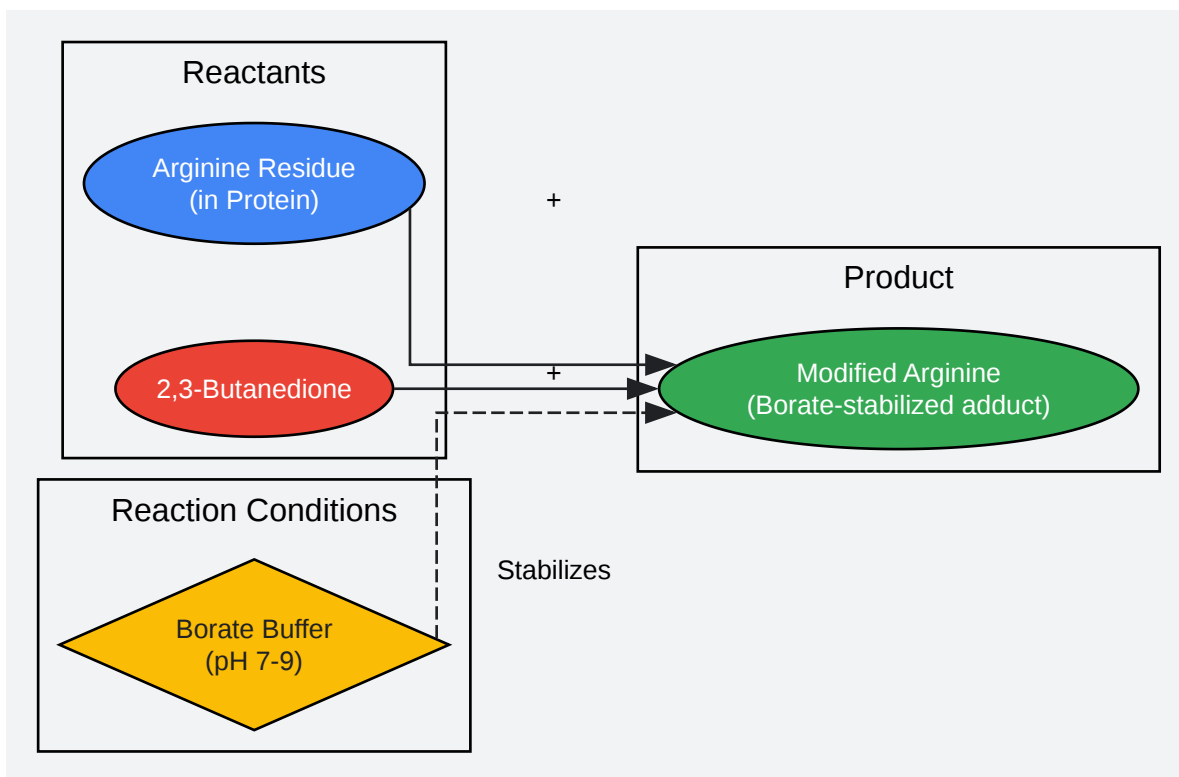 Reactants
Arginine Residue
(in Protein)
+
Product
2,3-Butanedione
+
Modified Arginine
(Borate-stabilized adduct)
Reaction Conditions
Stabilizes
Borate Buffer
(pH 7-9)